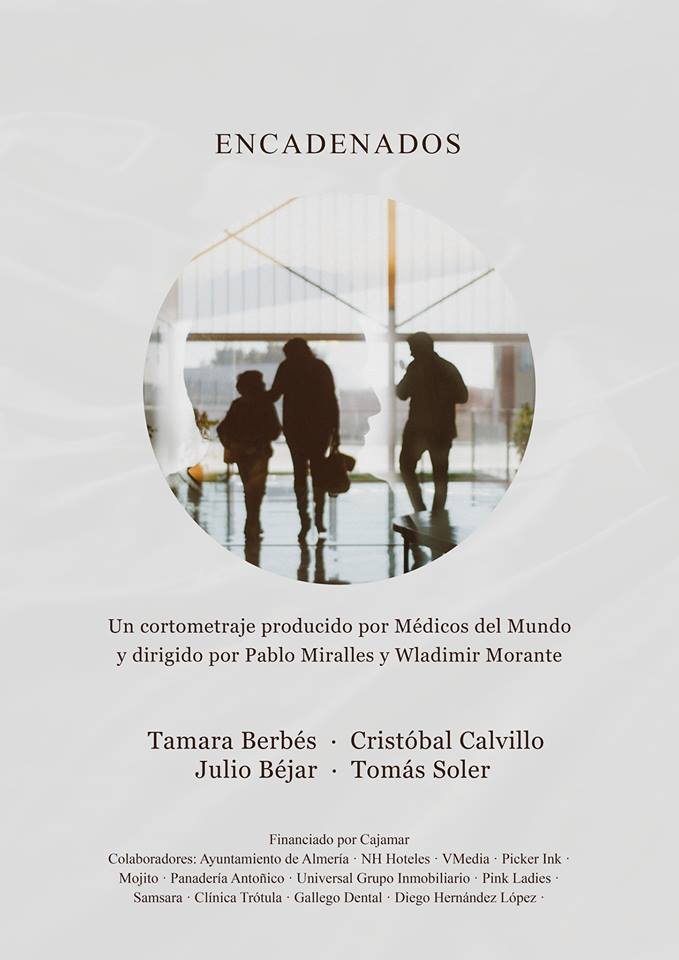 ENCADENADOS
Un cortometraje producido por Médicos del Mundo
y dirigido por Pablo Miralles y Wladimir Morante
Tamara Berbés · Cristóbal Calvillo
Julio Béjar · Tomás Soler
Financiado por Cajamar
Colaboradores: Ayuntamiento de Almería · NH Hoteles · VMedia · Picker Ink ·
Mojito · Panadería Antoñico · Universal Grupo Inmobiliario · Pink Ladies ·
Samsara · Clínica Trótula · Gallego Dental · Diego Hernández López ·